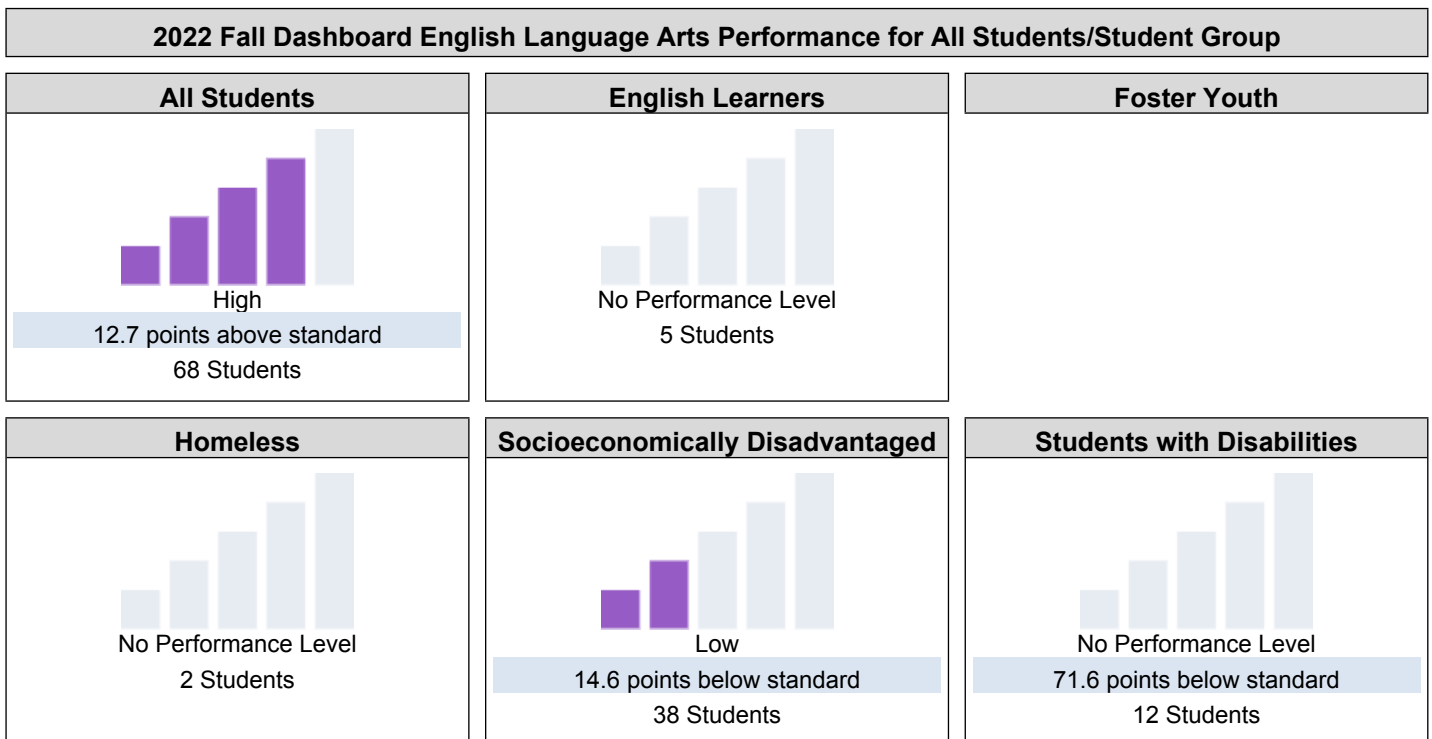 2022 Fall Dashboard English Language Arts Performance for All Students/Student Group
All Students
High
12.7 points above standard
68 Students
English Learners
No Performance Level
5 Students
Foster Youth
Homeless
No Performance Level
2 Students
Socioeconomically Disadvantaged
Low
14.6 points below standard
38 Students
Students with Disabilities
No Performance Level
71.6 points below standard
12 Students